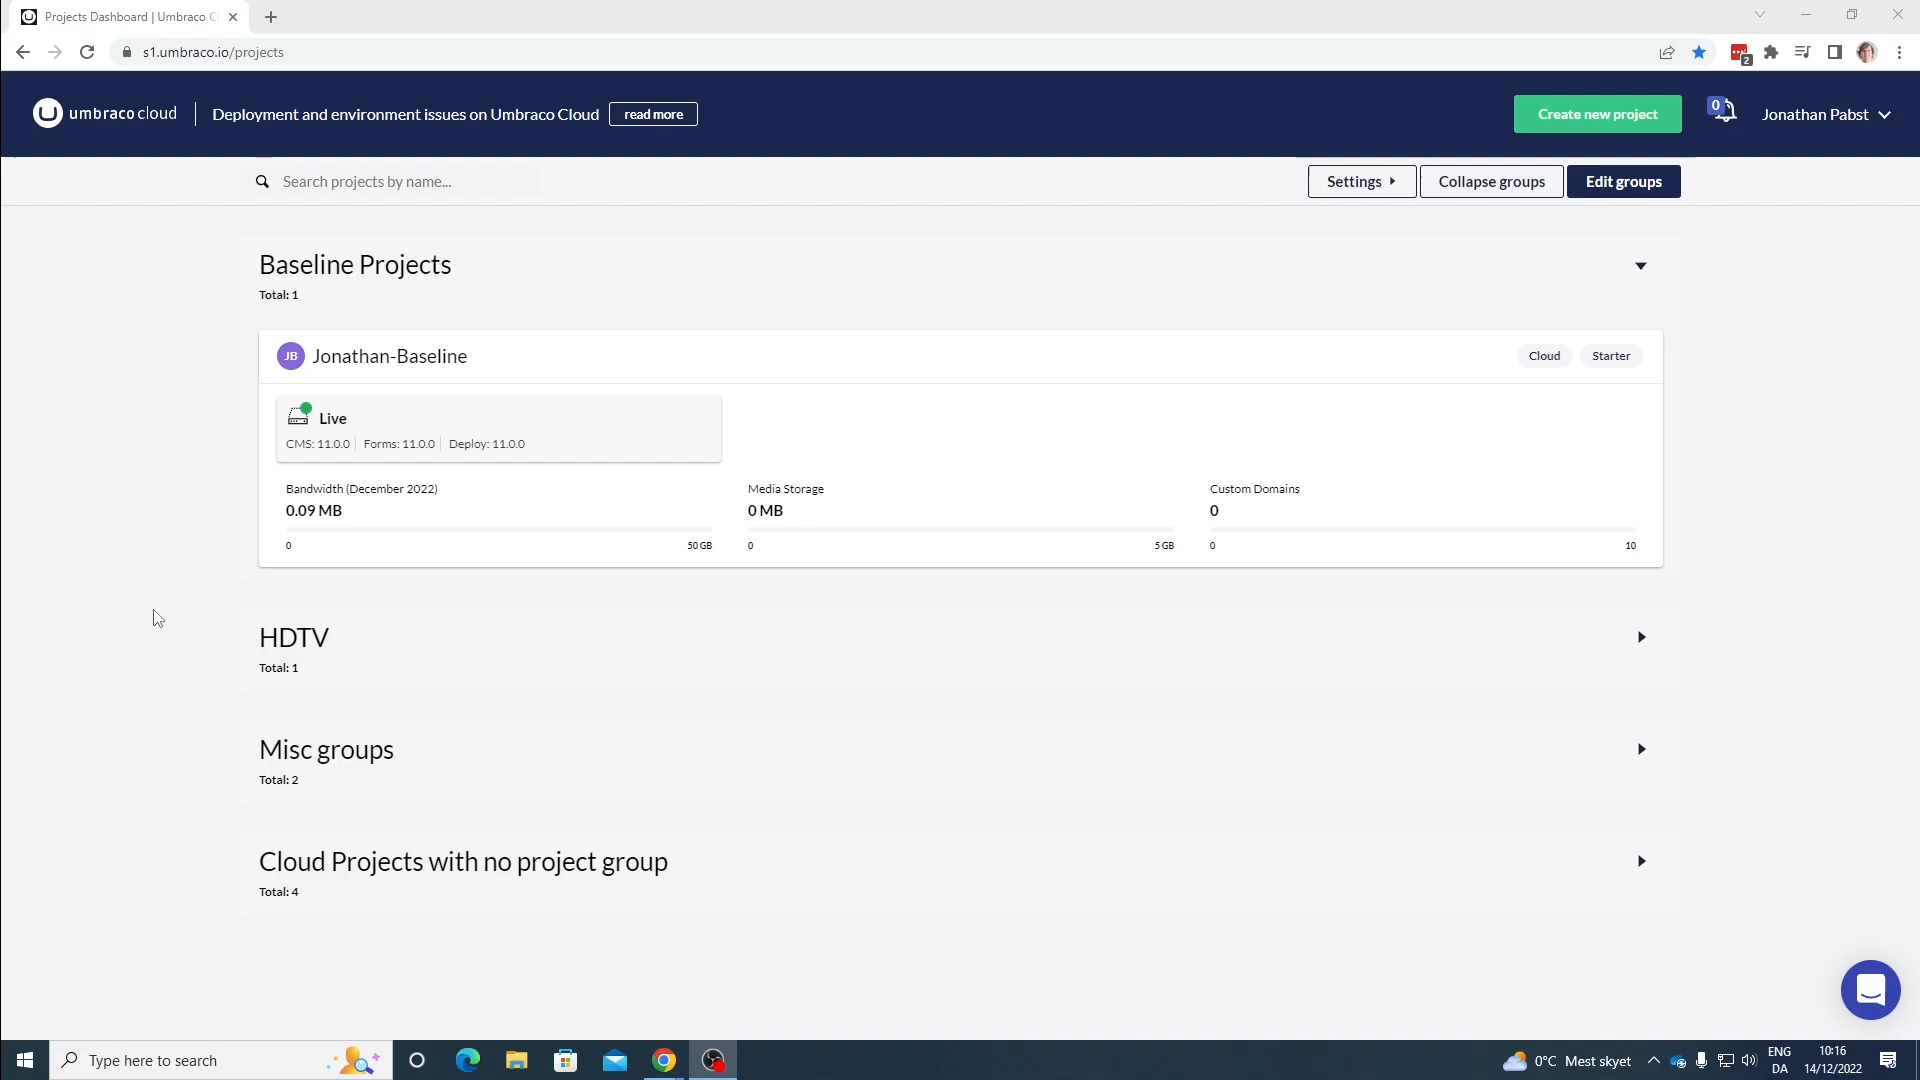 Projects Dashboard | Umbraco C
s1.umbraco.io/projects
2
umbraco cloud
Deployment and environment issues on Umbraco Cloud
read more
Create new project
0
Jonathan Pabst
Search projects by name...
Settings
Collapse groups
Edit groups
Baseline Projects
Total: 1
JB
Jonathan-Baseline
Cloud
Starter
Live
CMS: 11.0.0
Forms: 11.0.0
Deploy: 11.0.0
Bandwidth (December 2022)
0.09 MB
0
50 GB
Media Storage
0 MB
0
5 GB
Custom Domains
0
0
10
HDTV
Total: 1
Misc groups
Total: 2
Cloud Projects with no project group
Total: 4
Type here to search
0°C Mest skyet
ENG
DA
10:16
14/12/2022